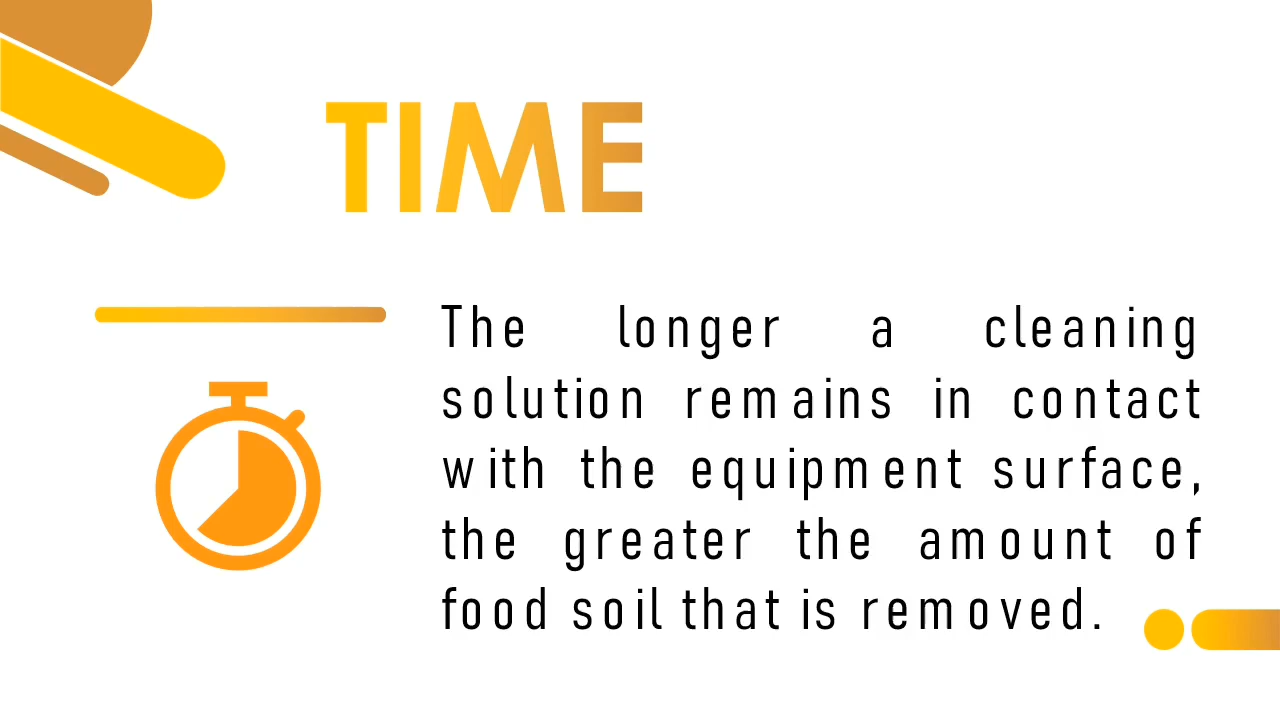 TIME
The longer a cleaning
solution remains in contact
with the equipment surface,
the greater the amount of
food soil that is removed.